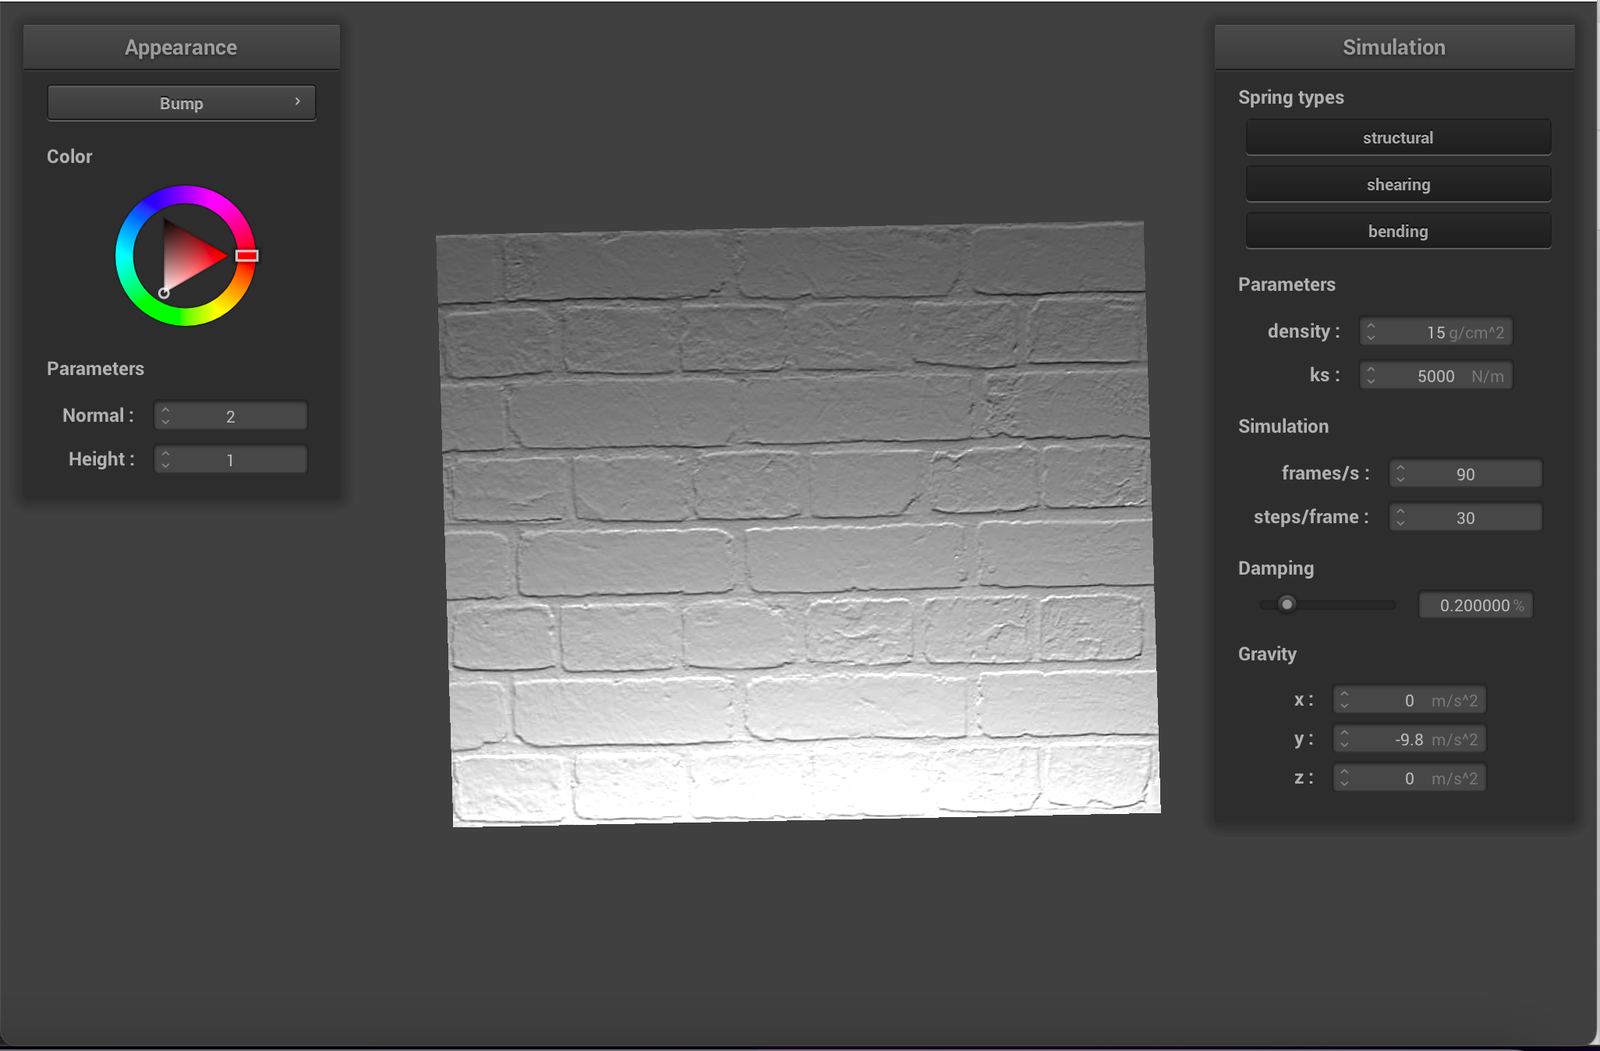 Appearance
Bump
Color
Parameters
Normal : 2
Height : 1
Simulation
Spring types
structural
shearing
bending
Parameters
density : 15 g/cm^2
ks : 5000 N/m
Simulation
frames/s : 90
steps/frame : 30
Damping
0.200000 %
Gravity
x : 0 m/s^2
y : -9.8 m/s^2
z : 0 m/s^2